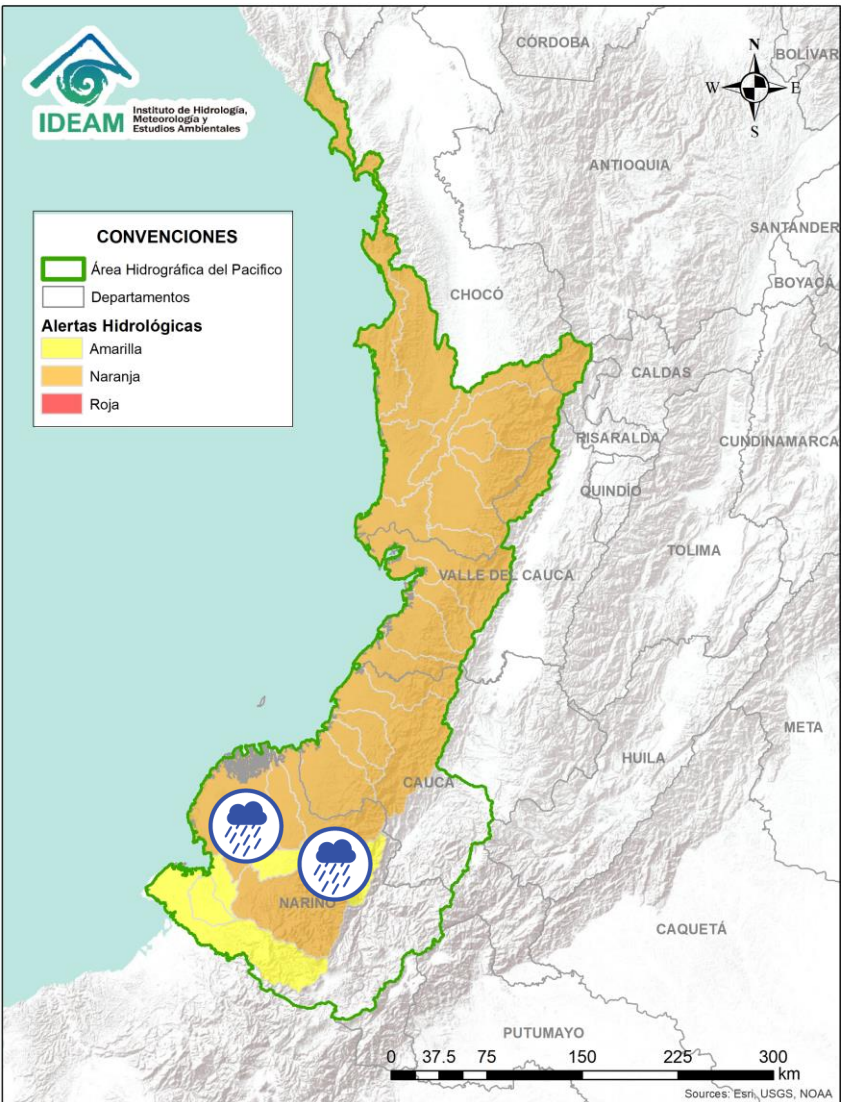 IDEAM
Instituto de Hidrología,
Meteorología y
Estudios Ambientales
CONVENCIONES
Área Hidrográfica del Pacifico
Departamentos
Alertas Hidrológicas
Amarilla
Naranja
Roja
N
W E
S
CÓRDOBA
BOLÍVAR
ANTIOQUIA
SANTANDER
BOYACÁ
CHOCÓ
CALDAS
RISARALDA
CUNDINAMARCA
QUINDÍO
TOLIMA
VALLE DEL CAUCA
META
HUILA
CAUCA
NARIÑO
CAQUETÁ
PUTUMAYO
0 37.5 75 150 225 300
km
Sources: Esri, USGS, NOAA